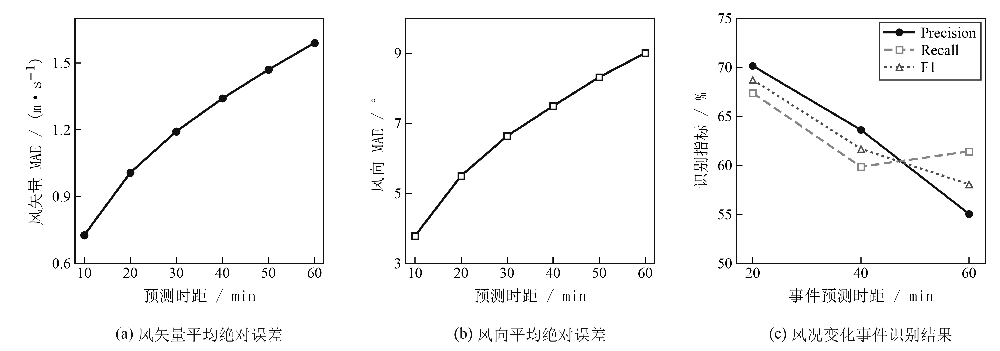 风矢量 MAE / (m·s⁻¹)
1.5
1.2
0.9
0.6
10 20 30 40 50 60
预测时距 / min
(a) 风矢量平均绝对误差
风向 MAE / °
9
7
5
3
10 20 30 40 50 60
预测时距 / min
(b) 风向平均绝对误差
识别指标 / %
75
70
65
60
55
50
Precision
Recall
F1
20 40 60
事件预测时距 / min
(c) 风况变化事件识别结果